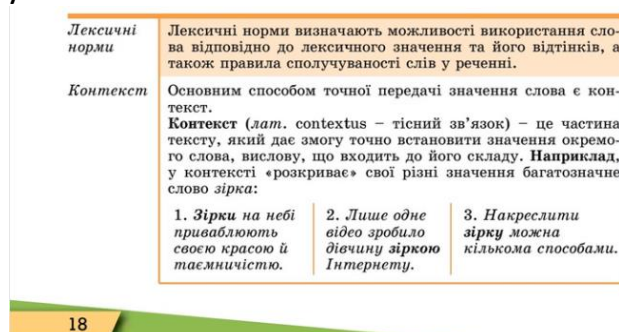 Лексичні
норми
Лексичні норми визначають можливості використання сло-
ва відповідно до лексичного значення та його відтінків, а
також правила сполучуваності слів у реченні.
Контекст
Основним способом точної передачі значення слова є кон-
текст.
Контекст (лат. contextus – тісний зв’язок) – це частина
тексту, який дає змогу точно встановити значення окремо-
го слова, вислову, що входить до його складу. Наприклад,
у контексті «розкриває» свої різні значення багатозначне
слово зірка:
1. Зірки на небі
приваблюють
своєю красою й
таємничістю.
2. Лише одне
відео зробило
дівчину зіркою
Інтернету.
3. Накреслити
зірку можна
кількома способами.
18